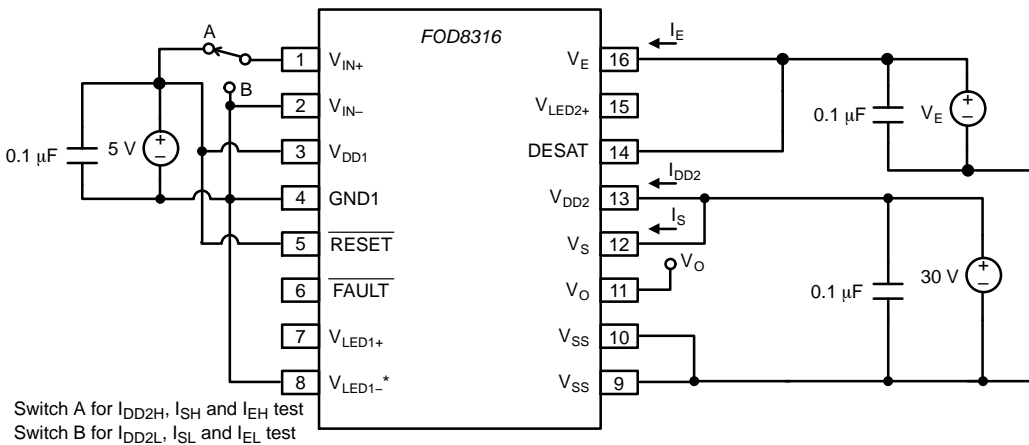 FOD8316
A
B
0.1 μF
5 V
+
−
1 V_IN+
2 V_IN–
3 V_DD1
4 GND1
5 RESET
6 FAULT
7 V_LED1+
8 V_LED1–*
I_E
V_E 16
V_LED2+ 15
DESAT 14
I_DD2
V_DD2 13
I_S
V_S 12
V_O
V_O 11
V_SS 10
V_SS 9
0.1 μF
V_E
+
−
0.1 μF
30 V
+
−
Switch A for I_DD2H, I_SH and I_EH test
Switch B for I_DD2L, I_SL and I_EL test